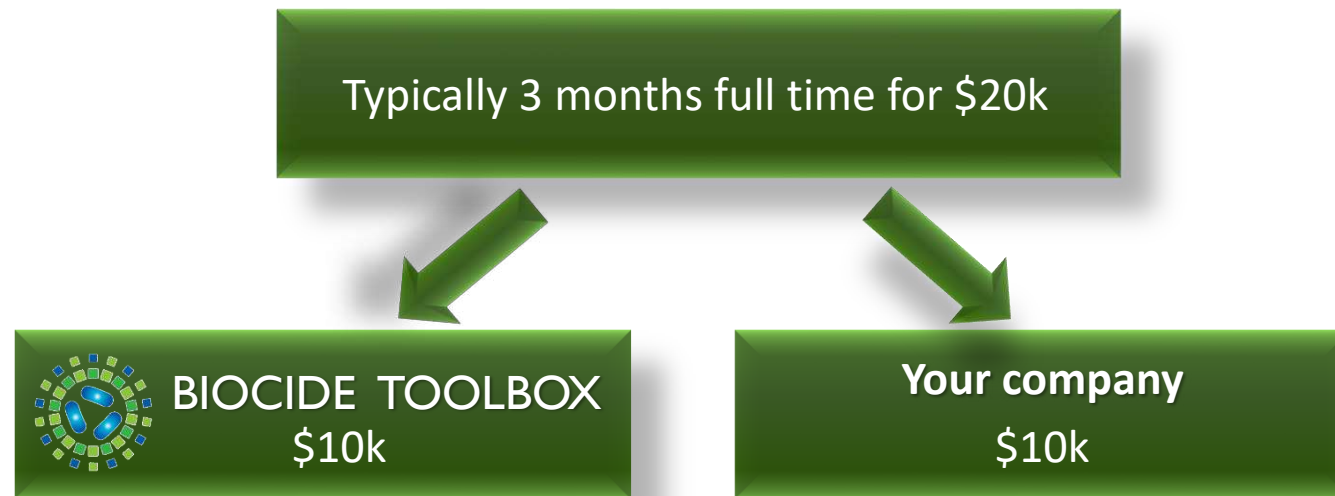 Typically 3 months full time for $20k
BIOCIDE TOOLBOX
$10k
Your company
$10k